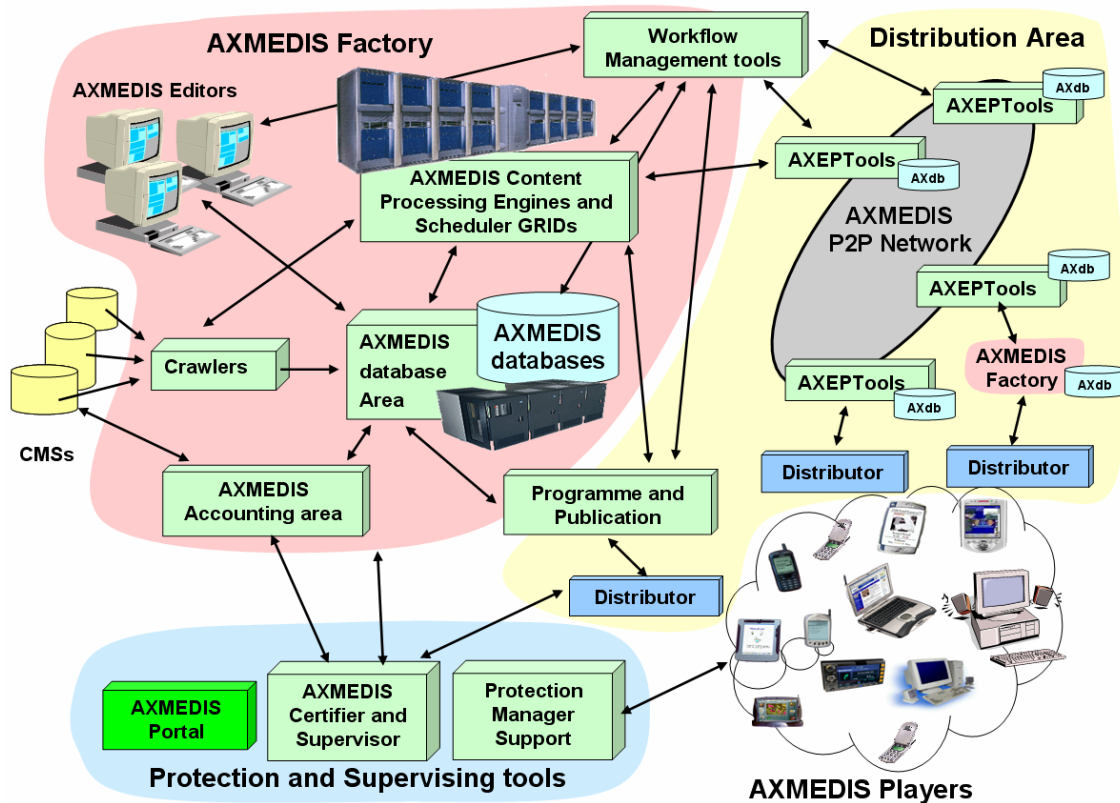 AXMEDIS Factory
Workflow
Management tools
Distribution Area
AXMEDIS Editors
AXEPTools
AXdb
AXEPTools
AXdb
AXMEDIS Content
Processing Engines and
Scheduler GRIDs
AXMEDIS
P2P Network
AXEPTools
AXdb
AXMEDIS
database
Area
AXMEDIS
databases
Crawlers
AXMEDIS
Factory
AXdb
AXEPTools
AXdb
CMSs
Distributor
Distributor
AXMEDIS
Accounting area
Programme and
Publication
Distributor
AXMEDIS
Portal
AXMEDIS
Certifier and
Supervisor
Protection
Manager
Support
Protection and Supervising tools
AXMEDIS Players